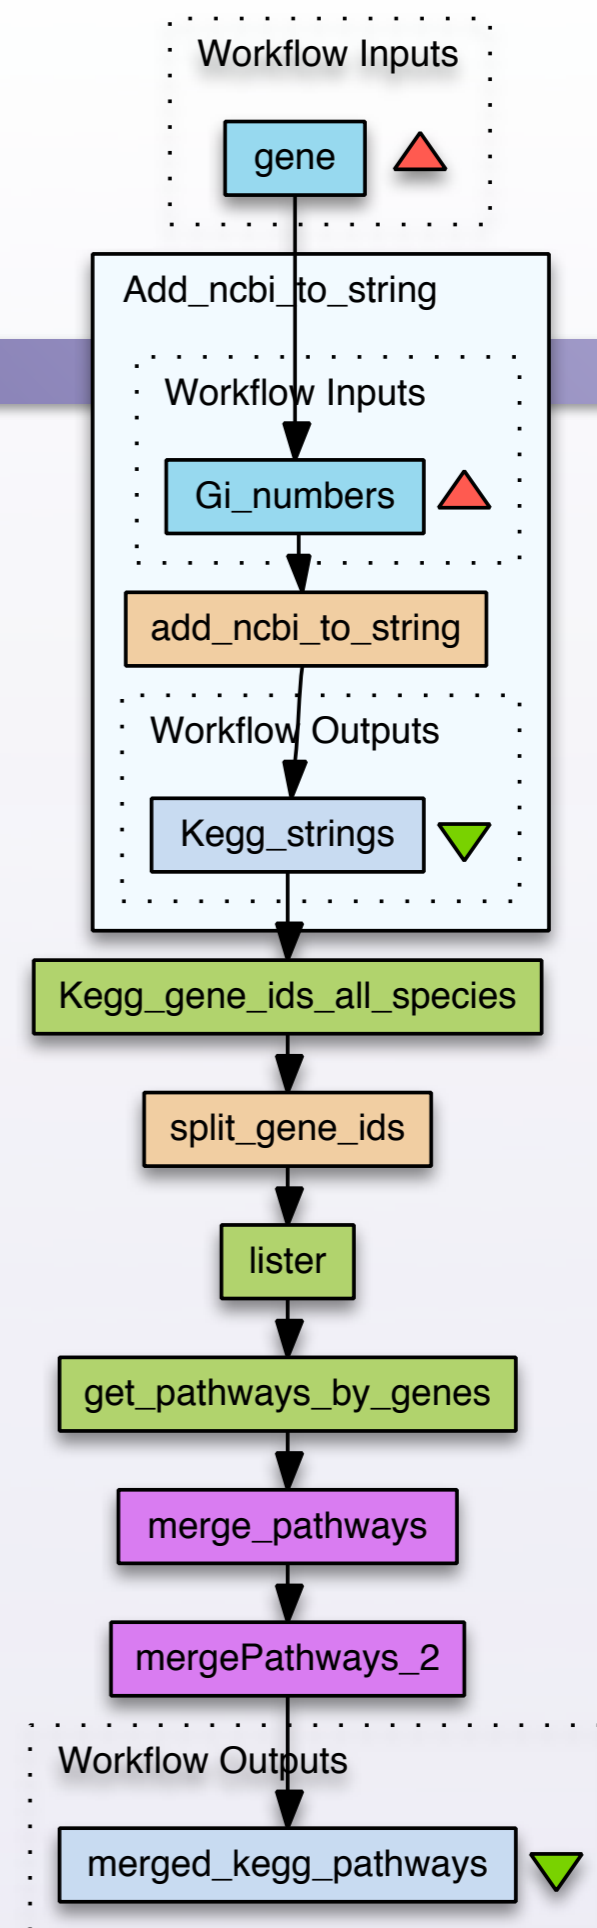 Workflow Inputs
gene
Add_ncbi_to_string
Workflow Inputs
Gi_numbers
add_ncbi_to_string
Workflow Outputs
Kegg_strings
Kegg_gene_ids_all_species
split_gene_ids
lister
get_pathways_by_genes
merge_pathways
mergePathways_2
Workflow Outputs
merged_kegg_pathways